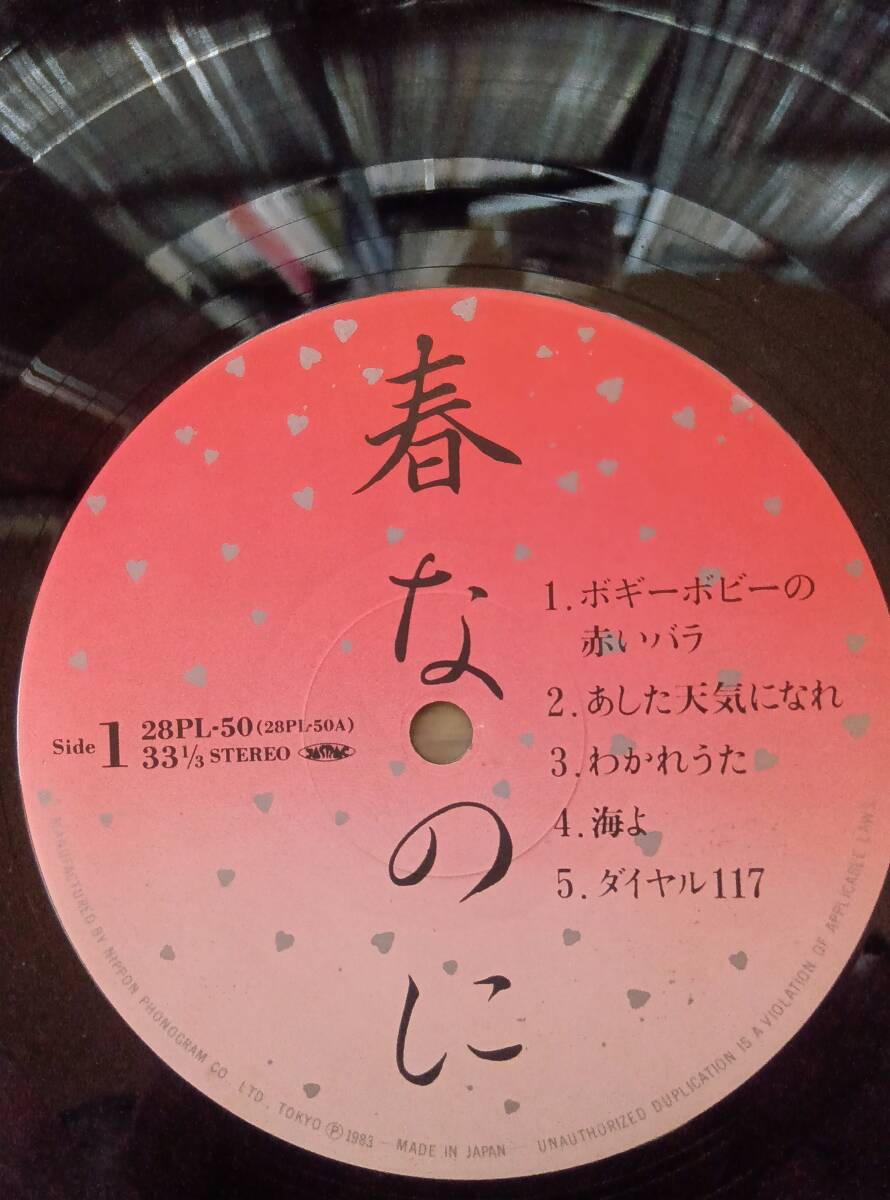 春なのに
1.ボギーボビーの
赤いバラ
2.あした天気になれ
3.わかれうた
4.海よ
5.ダイヤル117
Side 1
28PL-50(28PL-50A)
33 1/3 STEREO JASRAC
MANUFACTURED BY NIPPON PHONOGRAM CO., LTD., TOKYO Ⓟ 1983 — MADE IN JAPAN — UNAUTHORIZED DUPLICATION IS A VIOLATION OF APPLICABLE LAWS